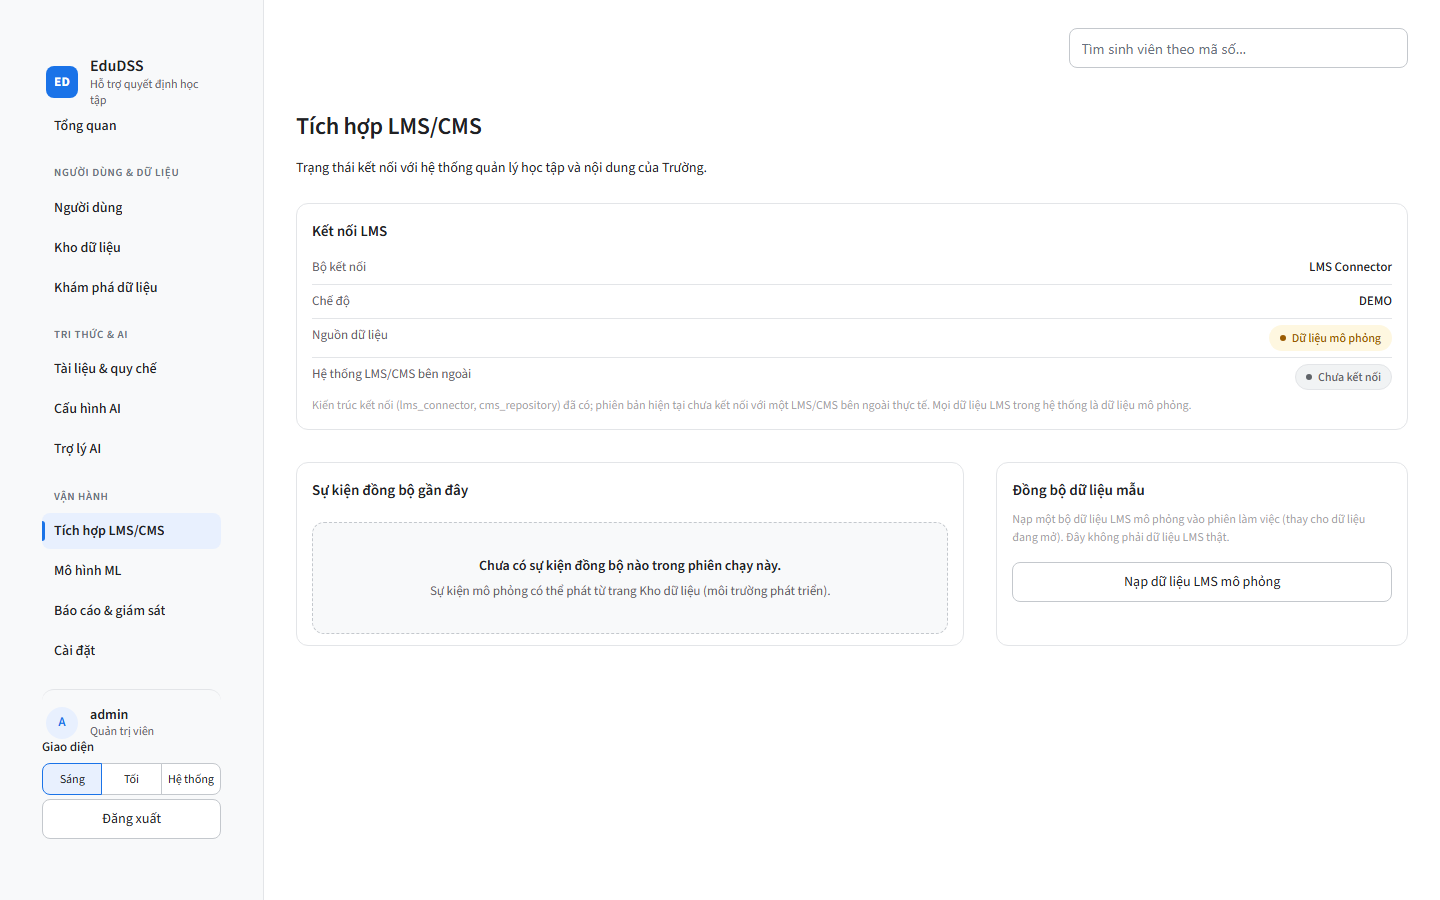 ED
EduDSS
Hỗ trợ quyết định học
tập
Tổng quan
NGƯỜI DÙNG & DỮ LIỆU
Người dùng
Kho dữ liệu
Khám phá dữ liệu
TRI THỨC & AI
Tài liệu & quy chế
Cấu hình AI
Trợ lý AI
VẬN HÀNH
Tích hợp LMS/CMS
Mô hình ML
Báo cáo & giám sát
Cài đặt
A
admin
Quản trị viên
Giao diện
Sáng
Tối
Hệ thống
Đăng xuất
Tìm sinh viên theo mã số...
Tích hợp LMS/CMS
Trạng thái kết nối với hệ thống quản lý học tập và nội dung của Trường.
Kết nối LMS
Bộ kết nối
LMS Connector
Chế độ
DEMO
Nguồn dữ liệu
Dữ liệu mô phỏng
Hệ thống LMS/CMS bên ngoài
Chưa kết nối
Kiến trúc kết nối (lms_connector, cms_repository) đã có; phiên bản hiện tại chưa kết nối với một LMS/CMS bên ngoài thực tế. Mọi dữ liệu LMS trong hệ thống là dữ liệu mô phỏng.
Sự kiện đồng bộ gần đây
Chưa có sự kiện đồng bộ nào trong phiên chạy này.
Sự kiện mô phỏng có thể phát từ trang Kho dữ liệu (môi trường phát triển).
Đồng bộ dữ liệu mẫu
Nạp một bộ dữ liệu LMS mô phỏng vào phiên làm việc (thay cho dữ liệu
đang mở). Đây không phải dữ liệu LMS thật.
Nạp dữ liệu LMS mô phỏng